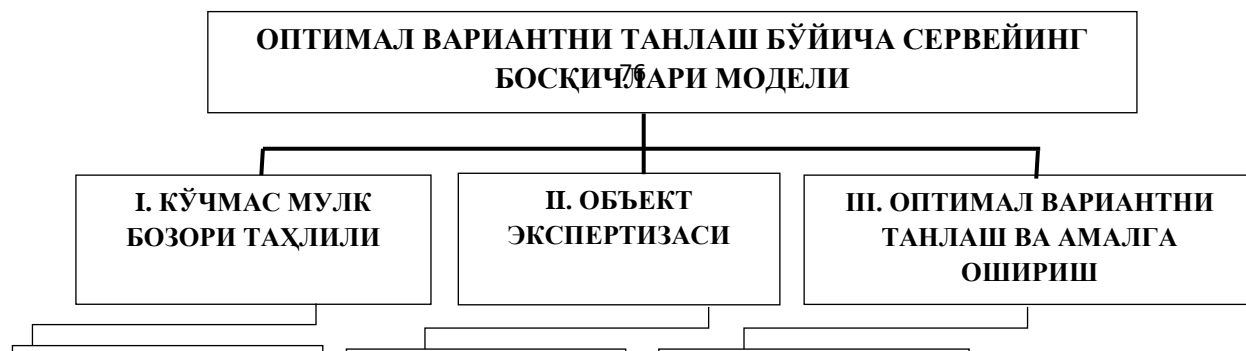 ОПТИМАЛ ВАРИАНТНИ ТАНЛАШ БЎЙИЧА СЕРВЕЙИНГ
БОСҚИЧЛАРИ МОДЕЛИ
76
I. КЎЧМАС МУЛК
БОЗОРИ ТАҲЛИЛИ
II. ОБЪЕКТ
ЭКСПЕРТИЗАСИ
III. ОПТИМАЛ ВАРИАНТНИ
ТАНЛАШ ВА АМАЛГА
ОШИРИШ